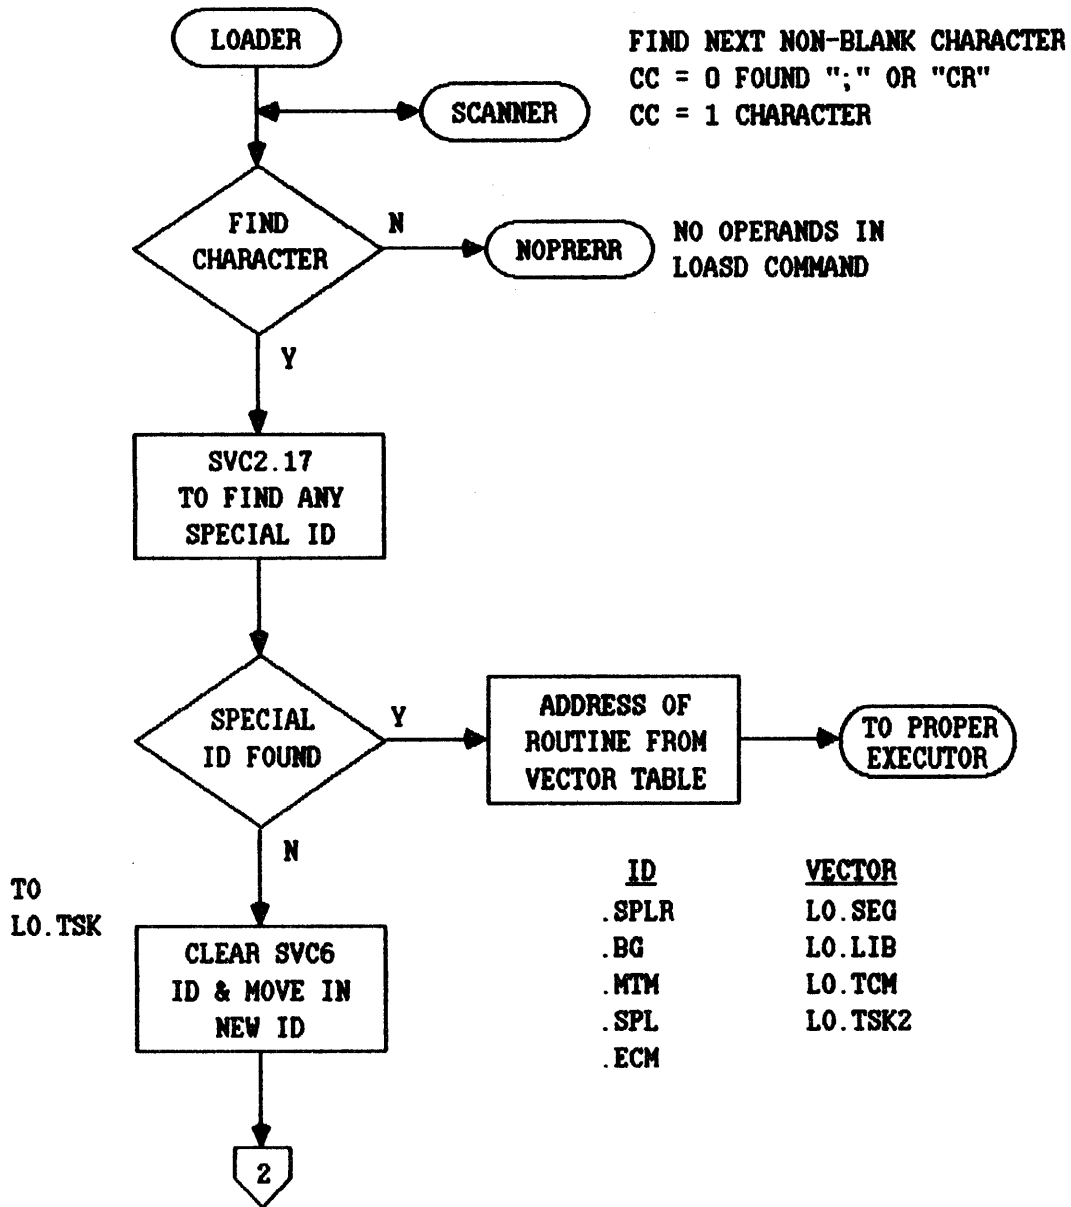 LOADER
FIND NEXT NON-BLANK CHARACTER
CC = 0 FOUND ";" OR "CR"
SCANNER
CC = 1 CHARACTER
FIND
CHARACTER
N
NOPRERR
NO OPERANDS IN
LOASD COMMAND
Y
SVC2.17
TO FIND ANY
SPECIAL ID
SPECIAL
ID FOUND
Y
ADDRESS OF
ROUTINE FROM
VECTOR TABLE
TO PROPER
EXECUTOR
N
TO
LO.TSK
CLEAR SVC6
ID & MOVE IN
NEW ID
ID VECTOR
.SPLR LO.SEG
.BG LO.LIB
.MTM LO.TCM
.SPL LO.TSK2
.ECM
2